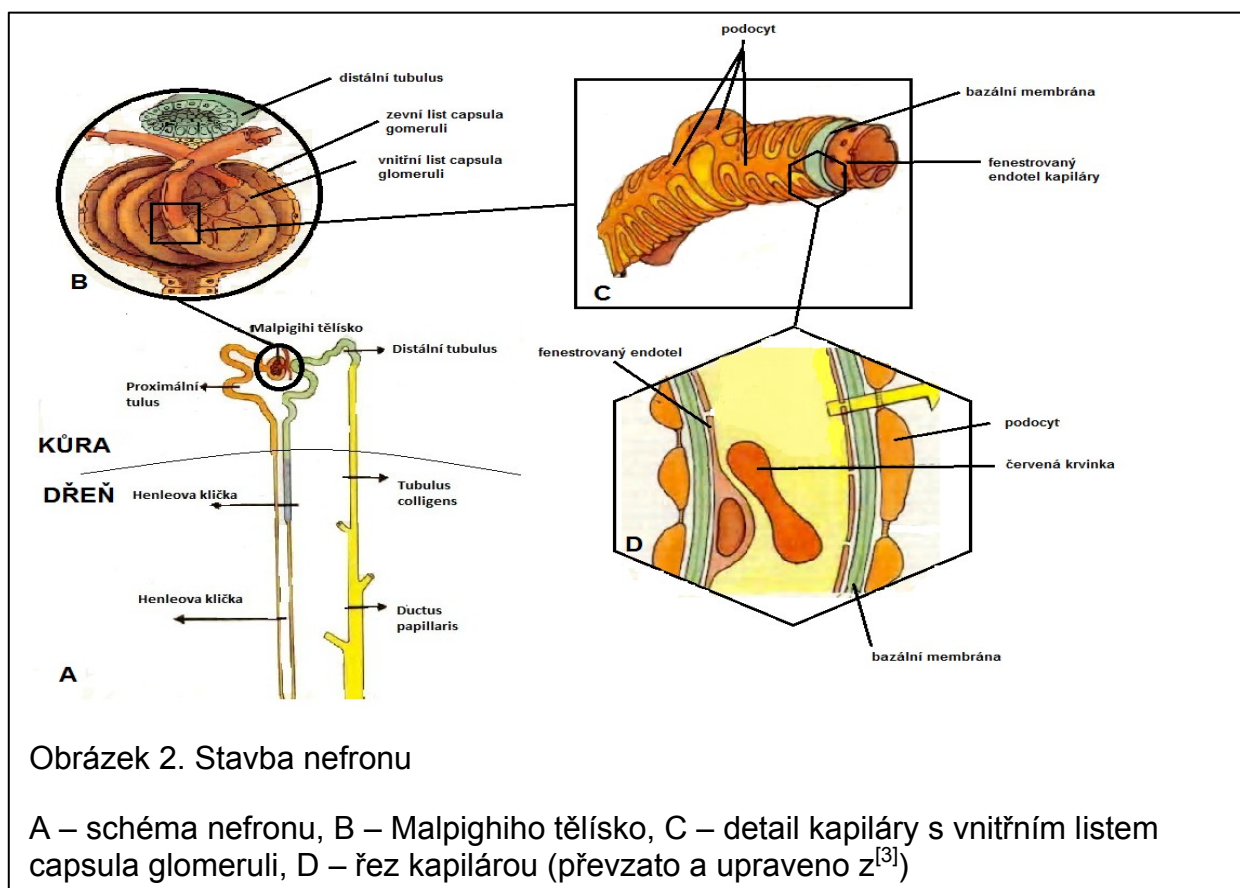 podocyt
distální tubulus
bazální membrána
zevní list capsula
gomeruli
vnitřní list capsula
glomeruli
fenestrovaný
endotel kapiláry
B
C
Malpigihi tělísko
Distální tubulus
fenestrovaný endotel
Proximální
tulus
podocyt
KŮRA
červená krvinka
DŘEŇ
Henleova klička
Tubulus
colligens
D
Henleova klička
Ductus
papillaris
bazální membrána
A
Obrázek 2. Stavba nefronu
A – schéma nefronu, B – Malpighiho tělísko, C – detail kapiláry s vnitřním listem
capsula glomeruli, D – řez kapilárou (převzato a upraveno z[3])